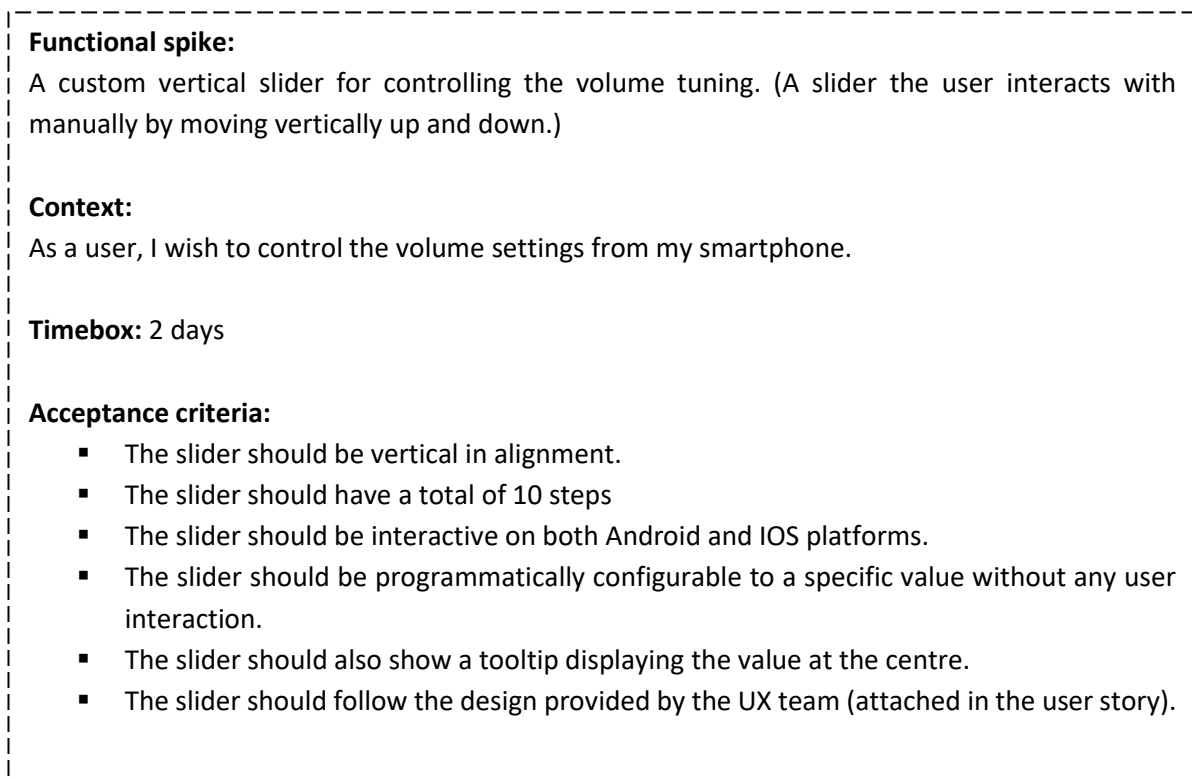 Functional spike:
A custom vertical slider for controlling the volume tuning. (A slider the user interacts with
manually by moving vertically up and down.)
Context:
As a user, I wish to control the volume settings from my smartphone.
Timebox: 2 days
Acceptance criteria:
▪ The slider should be vertical in alignment.
▪ The slider should have a total of 10 steps
▪ The slider should be interactive on both Android and IOS platforms.
▪ The slider should be programmatically configurable to a specific value without any user
interaction.
▪ The slider should also show a tooltip displaying the value at the centre.
▪ The slider should follow the design provided by the UX team (attached in the user story).